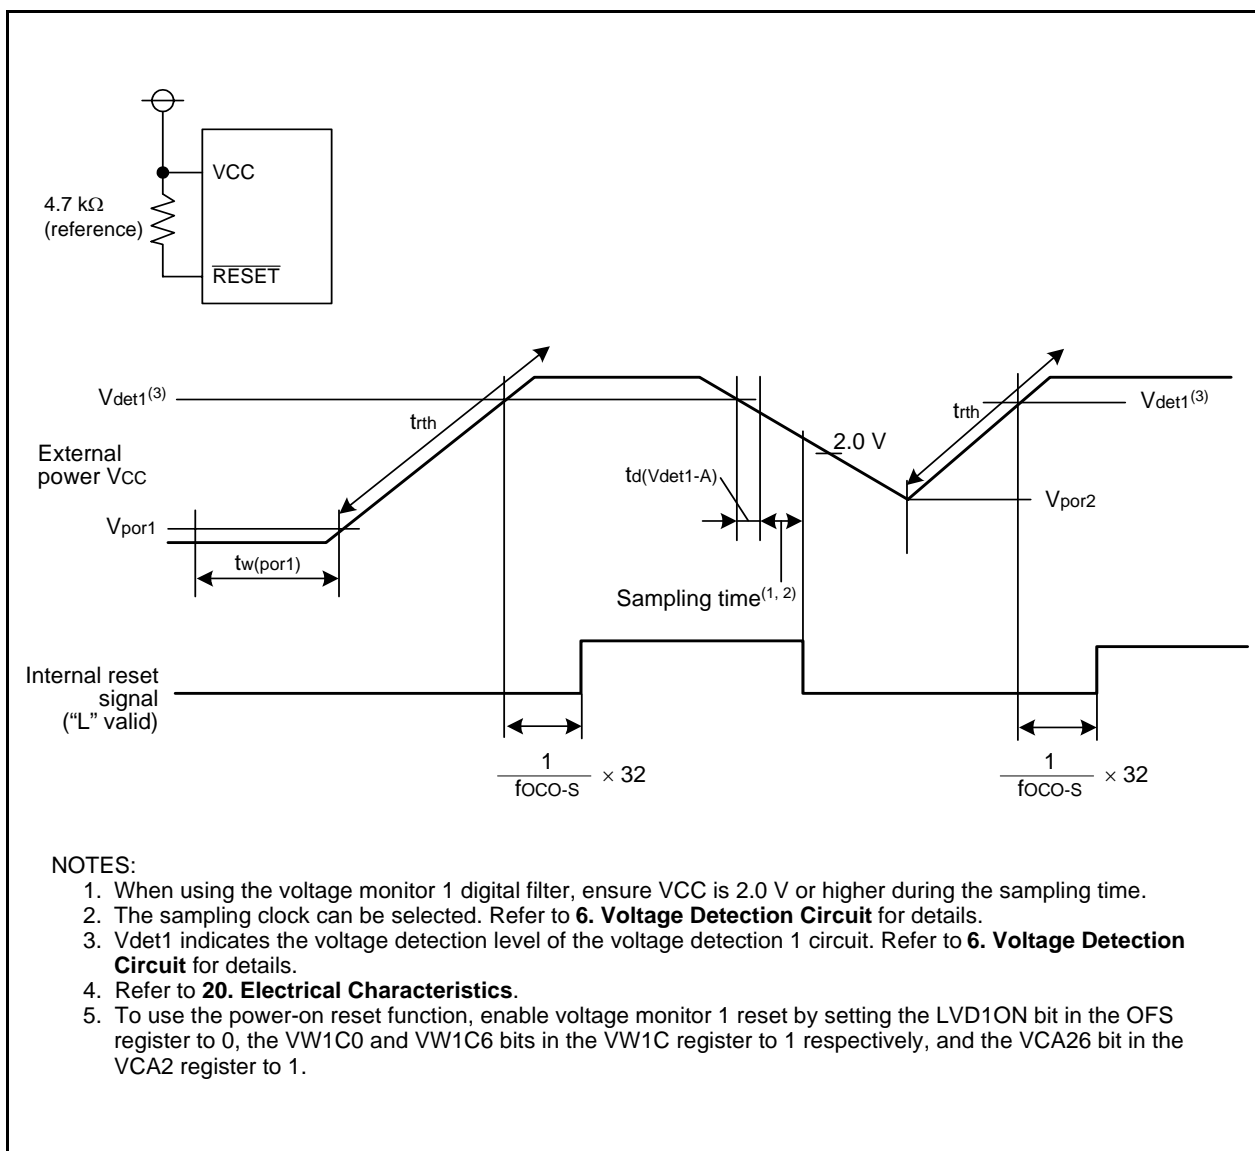 VCC
4.7 kΩ
(reference)
RESET
Vdet1(3)
trth
External
power VCC
Vpor1
tw(por1)
2.0 V
td(Vdet1-A)
Sampling time(1, 2)
trth
Vdet1(3)
Vpor2
Internal reset
signal
(“L” valid)
1
fOCO-S
× 32
1
fOCO-S
× 32
NOTES:
1. When using the voltage monitor 1 digital filter, ensure VCC is 2.0 V or higher during the sampling time.
2. The sampling clock can be selected. Refer to 6. Voltage Detection Circuit for details.
3. Vdet1 indicates the voltage detection level of the voltage detection 1 circuit. Refer to 6. Voltage Detection
Circuit for details.
4. Refer to 20. Electrical Characteristics.
5. To use the power-on reset function, enable voltage monitor 1 reset by setting the LVD1ON bit in the OFS
register to 0, the VW1C0 and VW1C6 bits in the VW1C register to 1 respectively, and the VCA26 bit in the
VCA2 register to 1.